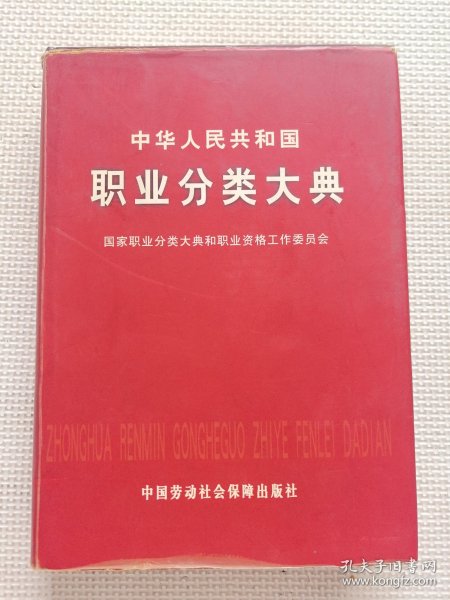 中华人民共和国
职业分类大典
国家职业分类大典和职业资格工作委员会
ZHONGHUA RENMIN GONGHEGUO ZHIYE FENLEI DADIAN
中国劳动社会保障出版社
孔夫子旧书网
www.kongfz.com